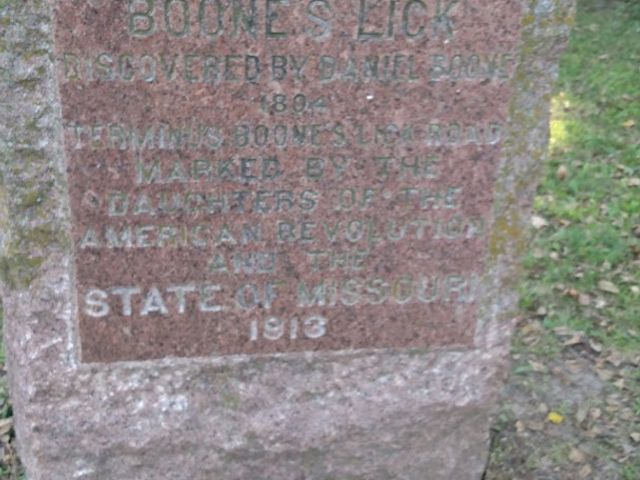 BOONE'S LICK
DISCOVERED BY DANIEL BOONE
1804
TERMINUS BOONE'S LICK ROAD
MARKED BY THE
DAUGHTERS OF THE
AMERICAN REVOLUTION
AND THE
STATE OF MISSOURI
1913